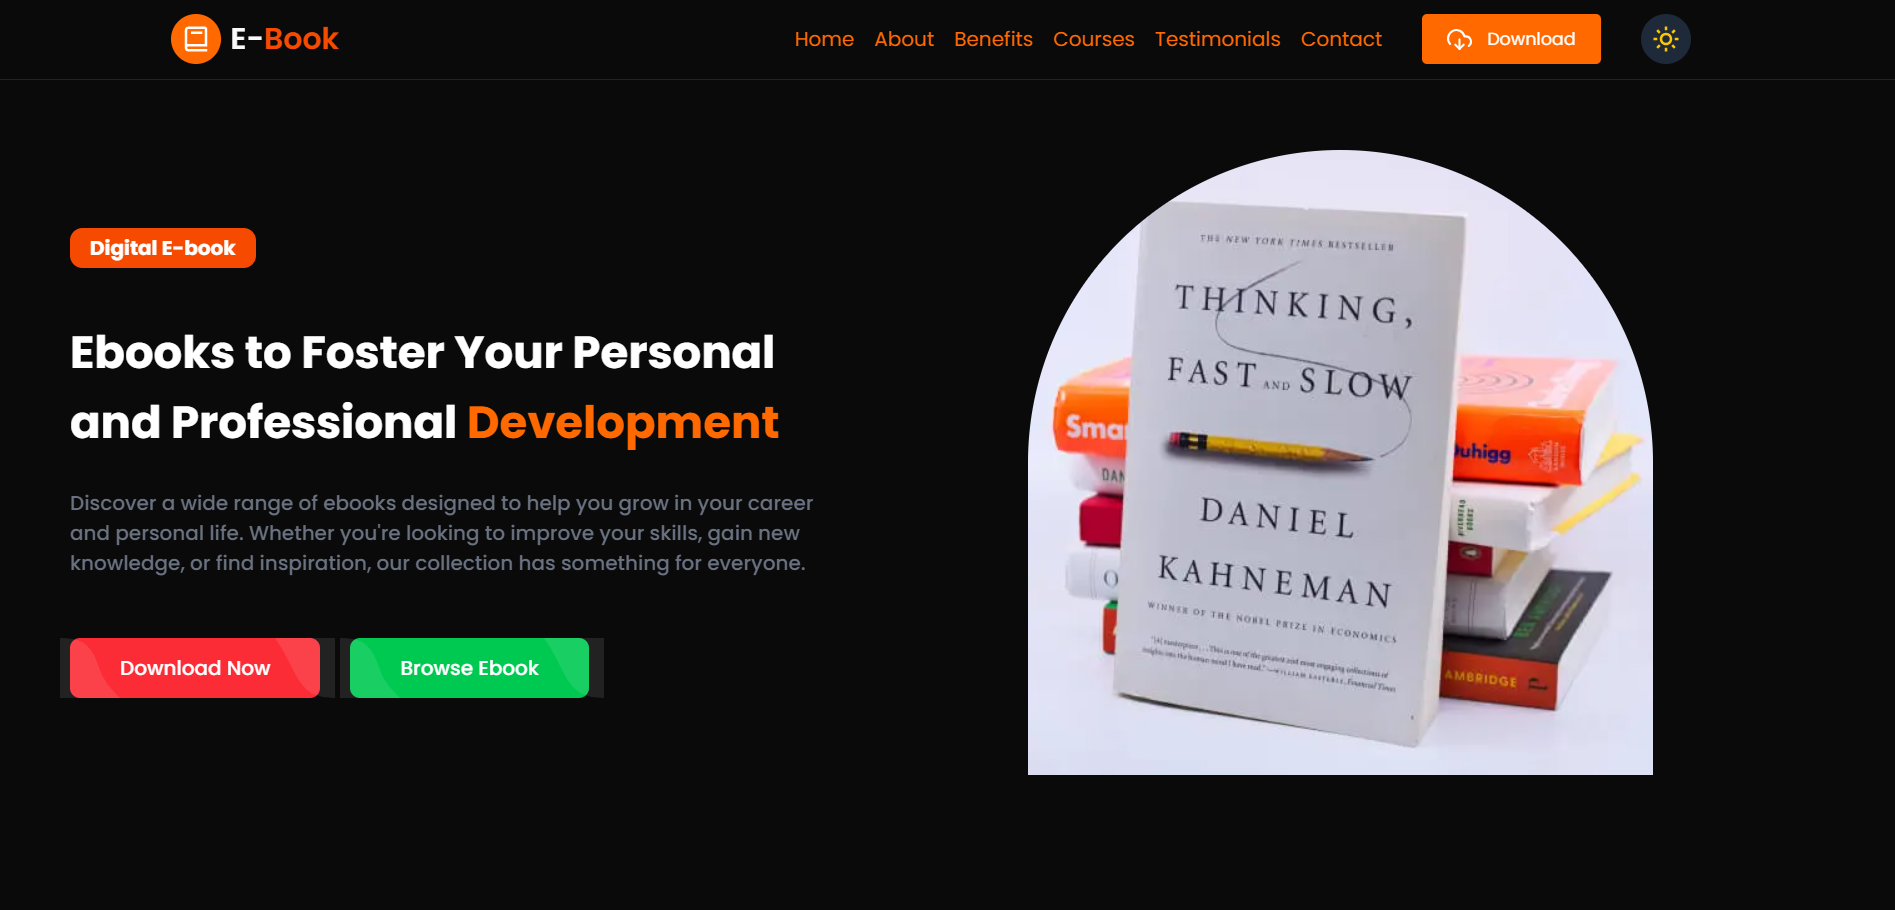 E-Book
Home About Benefits Courses Testimonials Contact Download
Digital E-book
Ebooks to Foster Your Personal
and Professional Development
Discover a wide range of ebooks designed to help you grow in your career
and personal life. Whether you're looking to improve your skills, gain new
knowledge, or find inspiration, our collection has something for everyone.
Download Now Browse Ebook
THE NEW YORK TIMES BESTSELLER
THINKING,
FAST AND SLOW
DANIEL
KAHNEMAN
WINNER OF THE NOBEL PRIZE IN ECONOMICS
"[A] masterpiece . . . This is one of the greatest and most engaging collections of
insights into the human mind I have read." —WILLIAM EASTERLY, Financial Times
Smar
Duhigg
DAN
RIVERHEAD
BOOKS
O
AMBRIDGE